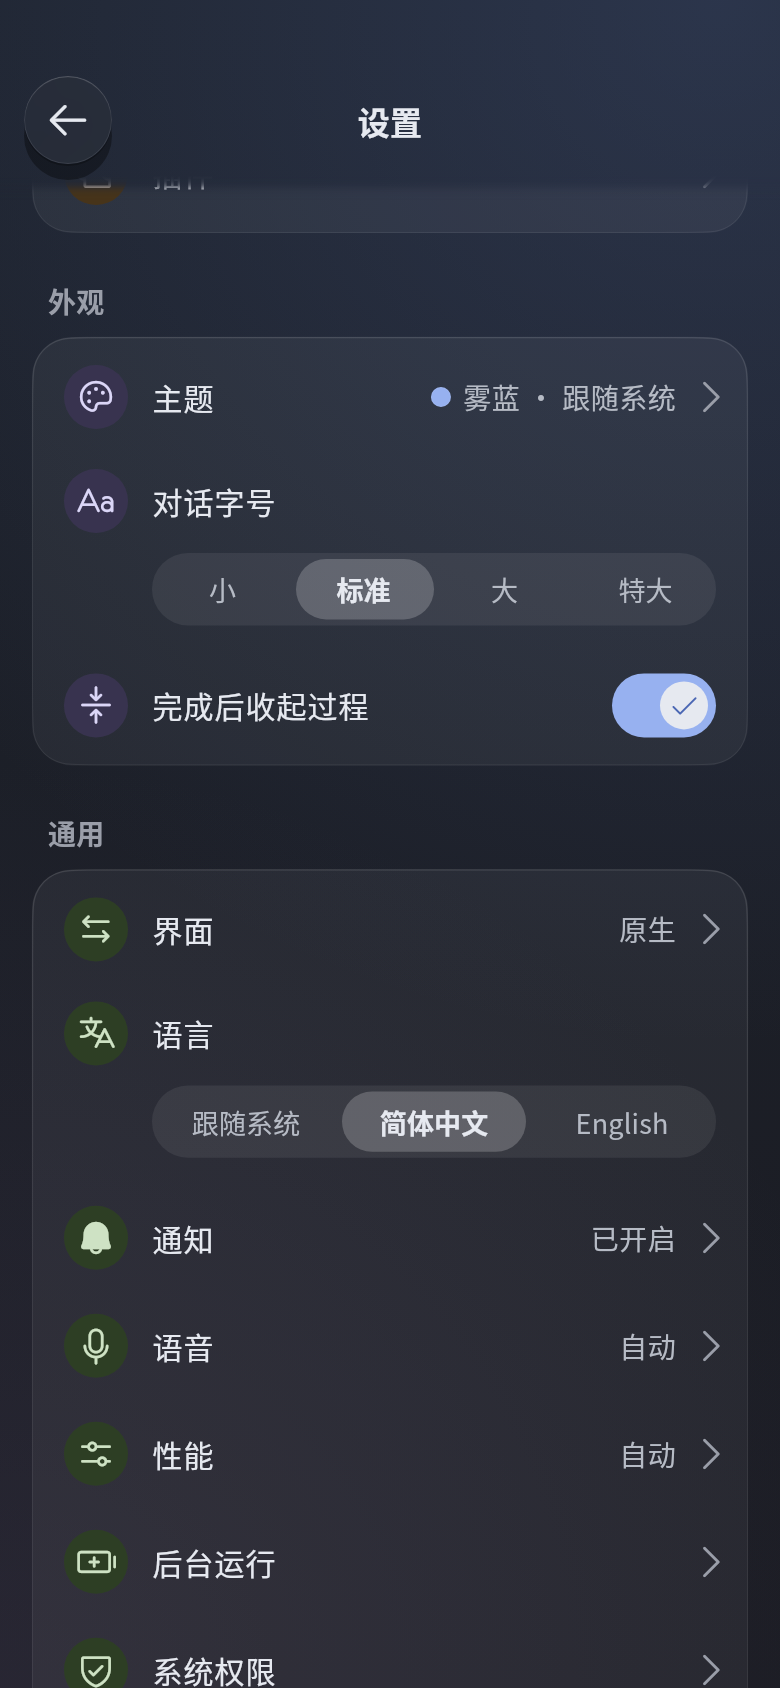 设置
外观
主题
雾蓝 · 跟随系统
Aa
对话字号
小 标准 大 特大
完成后收起过程
通用
界面
原生
语言
跟随系统 简体中文 English
通知
已开启
语音
自动
性能
自动
后台运行
系统权限